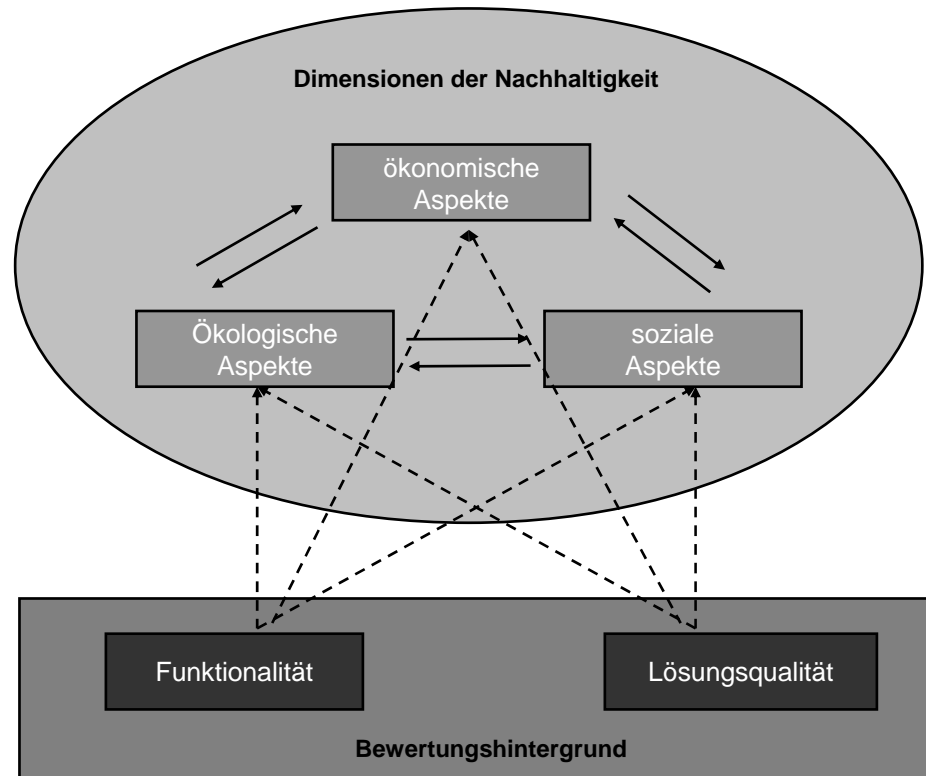 Dimensionen der Nachhaltigkeit
ökonomische
Aspekte
Ökologische
Aspekte
soziale
Aspekte
Funktionalität
Lösungsqualität
Bewertungshintergrund